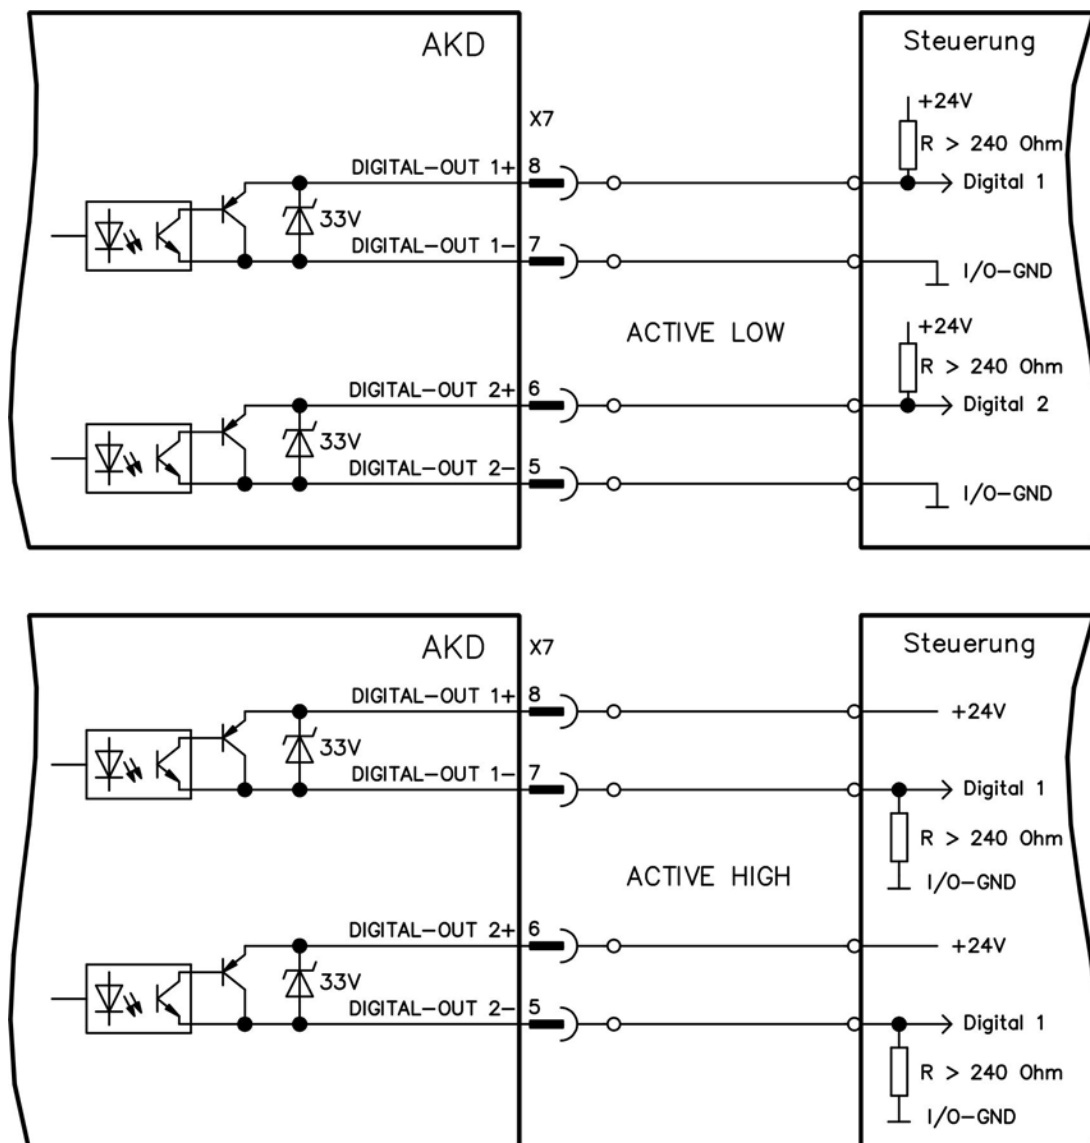 AKD
Steuerung
X7
+24V
R > 240 Ohm
DIGITAL-OUT 1+
8
Digital 1
33V
DIGITAL-OUT 1-
7
I/O-GND
ACTIVE LOW
+24V
R > 240 Ohm
DIGITAL-OUT 2+
6
Digital 2
33V
DIGITAL-OUT 2-
5
I/O-GND
AKD
X7
Steuerung
DIGITAL-OUT 1+
8
+24V
33V
DIGITAL-OUT 1-
7
Digital 1
R > 240 Ohm
ACTIVE HIGH
I/O-GND
DIGITAL-OUT 2+
6
+24V
33V
DIGITAL-OUT 2-
5
Digital 1
R > 240 Ohm
I/O-GND